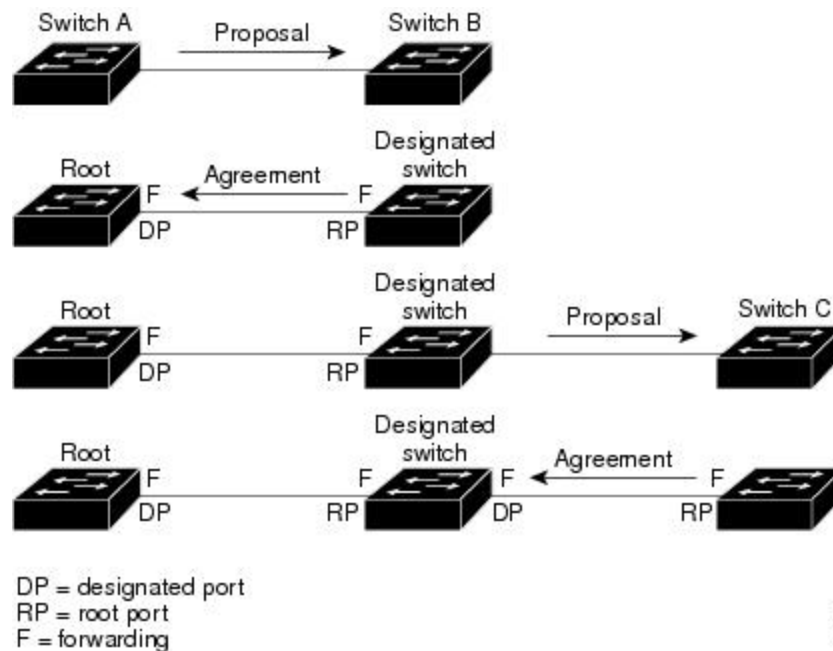 Switch A
Proposal
Switch B
Root
F
Agreement
Designated
switch
F
DP
RP
Root
F
Designated
switch
F
Proposal
Switch C
DP
RP
Root
F
Designated
switch
F
F
Agreement
F
DP
RP
DP
RP
DP = designated port
RP = root port
F = forwarding